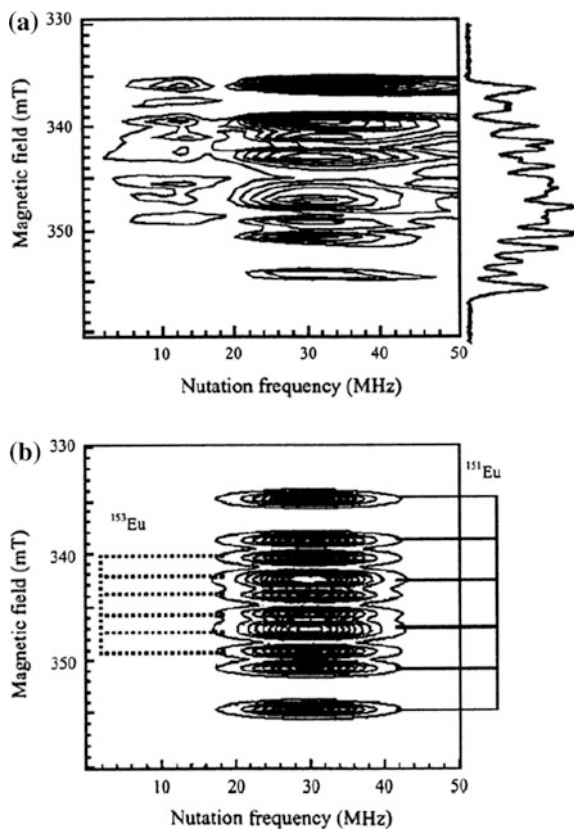 (a)
330
340
350
Magnetic field (mT)
10 20 30 40 50
Nutation frequency (MHz)
(b)
330
340
350
Magnetic field (mT)
¹⁵³Eu
¹⁵¹Eu
10 20 30 40 50
Nutation frequency (MHz)